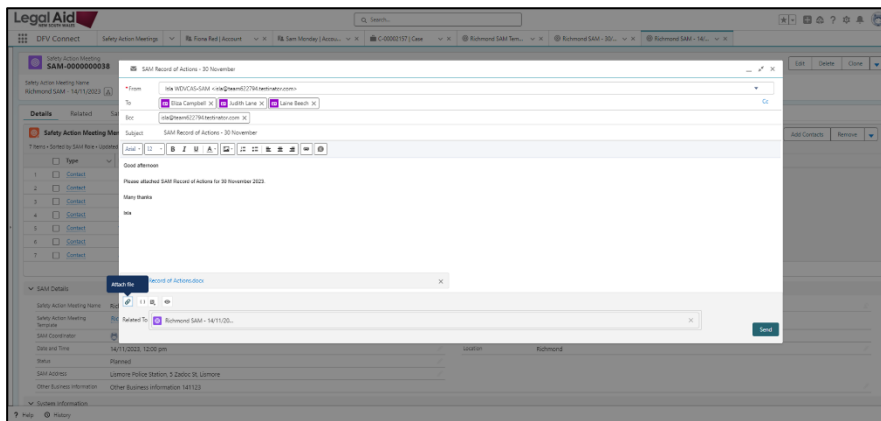 Legal Aid
NEW SOUTH WALES
Search...
DFV Connect
Safety Action Meetings
Fiona Red | Account
Sam Monday | Accou...
C-00002157 | Case
Richmond SAM Tem...
Richmond SAM - 30/...
Richmond SAM - 14/...
Safety Action Meeting
SAM-0000000038
Edit
Delete
Clone
Safety Action Meeting Name
Richmond SAM - 14/11/2023
SAM Record of Actions - 30 November
*From
Isla WDVCAS-SAM <isla@team622794.testinator.com>
To
Eliza Campbell
Judith Lane
Laine Beech
Cc
Bcc
isla@team622794.testinator.com
Subject
SAM Record of Actions - 30 November
Details
Related
Safety Action Meeting
Add Contacts
Remove
7 items • Sorted by SAM Role • Updated
Type
Arial
12
B I U A
Good afternoon
Please attached SAM Record of Actions for 30 November 2023.
Many thanks
Isla
1 Contact
2 Contact
3 Contact
4 Contact
5 Contact
6 Contact
7 Contact
Attach file
Record of Actions.docx
Related To
Richmond SAM - 14/11/20...
Send
SAM Details
Safety Action Meeting Name
Safety Action Meeting
Template
SAM Coordinator
Date and Time
14/11/2023, 12:00 pm
Location
Richmond
Status
Planned
SAM Address
Lismore Police Station, 5 Zadoc St, Lismore
Other Business Information
Other Business information 141123
System Information
Help
History